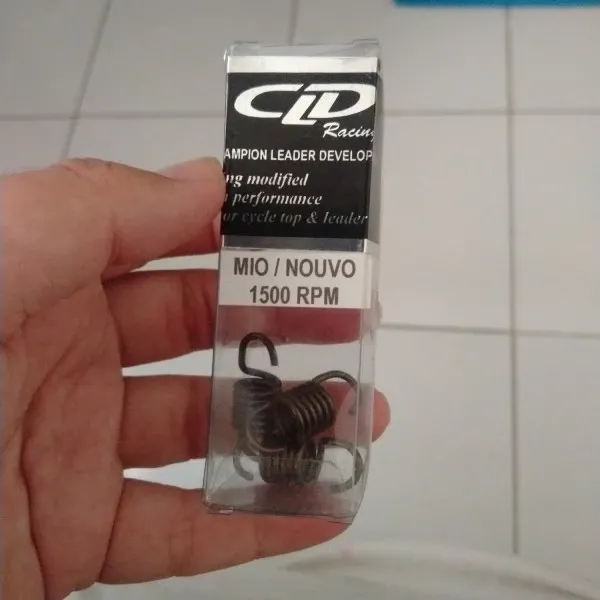 CLD
Racing
AMPION LEADER DEVELOP
ng modified
performance
or cycle top & leader
MIO / NOUVO
1500 RPM